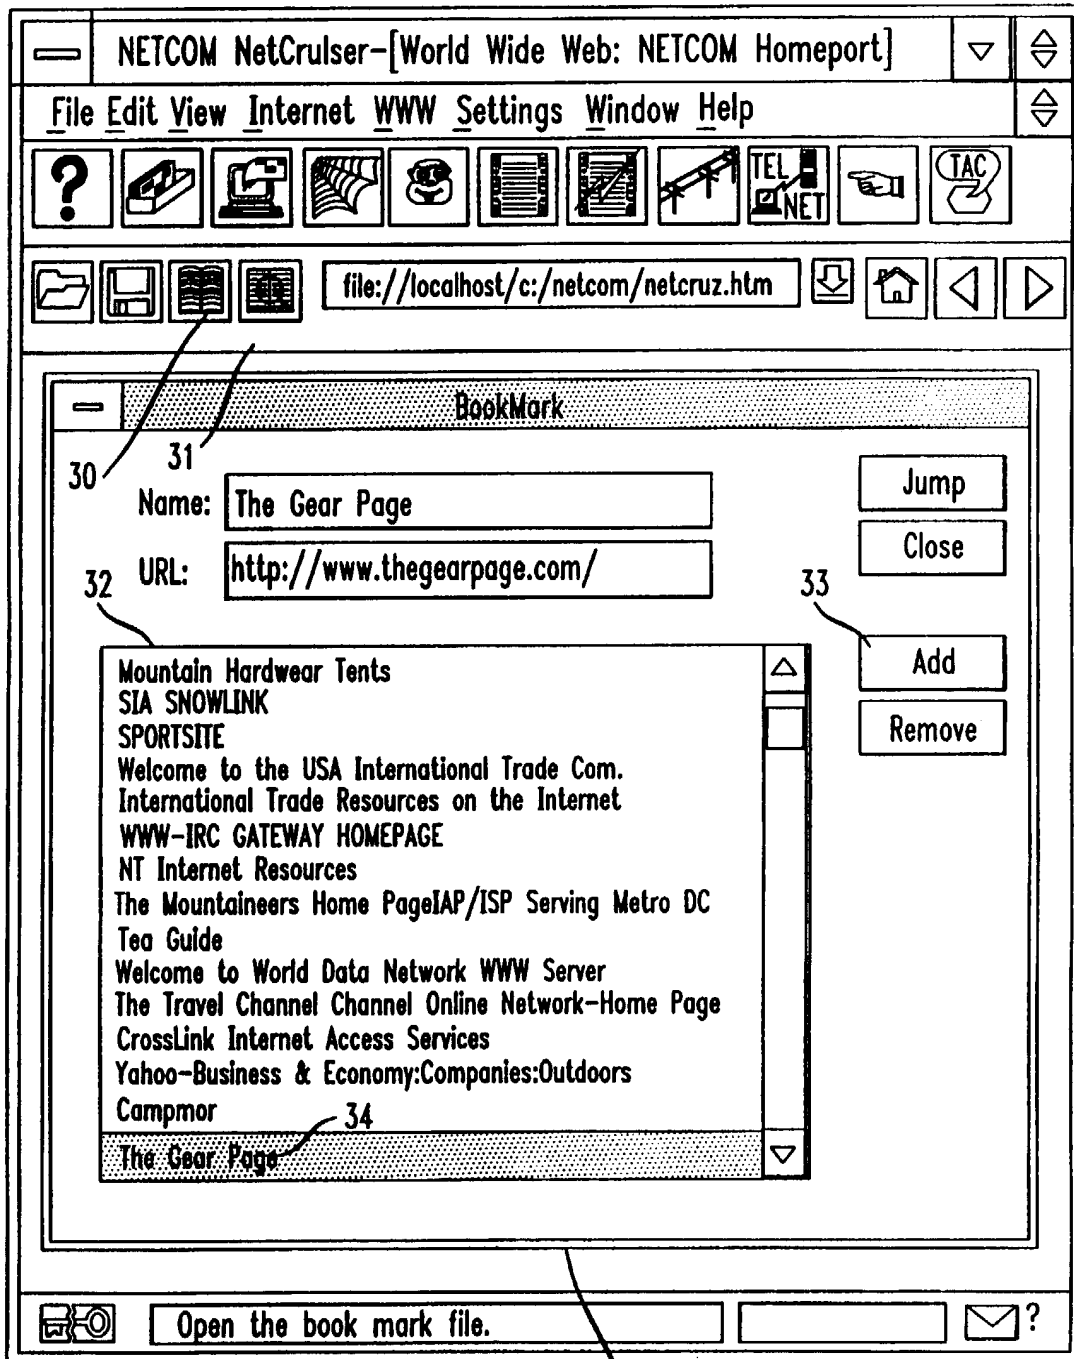 NETCOM NetCruIser-[World Wide Web: NETCOM Homeport]
File Edit View Internet WWW Settings Window Help
?
TEL
NET
TAC
file://localhost/c:/netcom/netcruz.htm
BookMark
30
31
Name: The Gear Page
Jump
URL: http://www.thegearpage.com/
Close
32
33
Add
Remove
Mountain Hardwear Tents
SIA SNOWLINK
SPORTSITE
Welcome to the USA International Trade Com.
International Trade Resources on the Internet
WWW-IRC GATEWAY HOMEPAGE
NT Internet Resources
The Mountaineers Home PageIAP/ISP Serving Metro DC
Tea Guide
Welcome to World Data Network WWW Server
The Travel Channel Channel Online Network-Home Page
CrossLink Internet Access Services
Yahoo-Business & Economy:Companies:Outdoors
Campmor
34
The Gear Page
Open the book mark file.
?